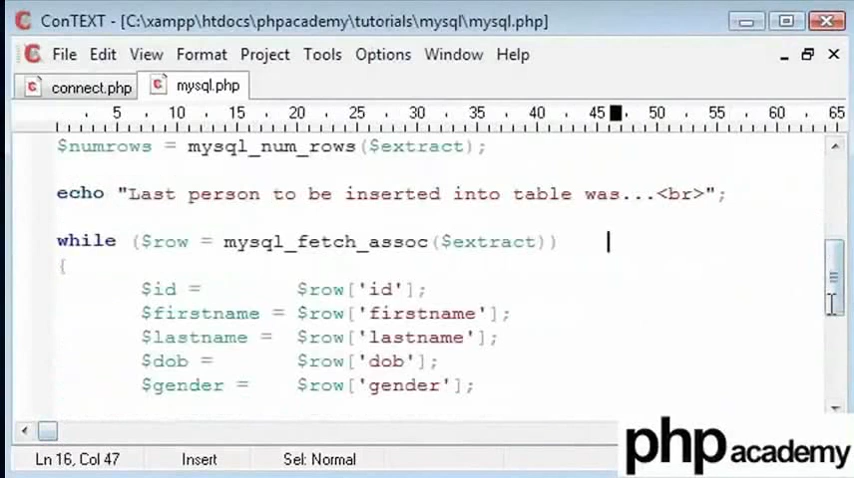 ConTEXT - [C:\xampp\htdocs\phpacademy\tutorials\mysql\mysql.php]
File Edit View Format Project Tools Options Window Help
connect.php mysql.php
5 10 15 20 25 30 35 40 45 50 55 60 65
$numrows = mysql_num_rows($extract);
echo "Last person to be inserted into table was...<br>";
while ($row = mysql_fetch_assoc($extract))
{
$id = $row['id'];
$firstname = $row['firstname'];
$lastname = $row['lastname'];
$dob = $row['dob'];
$gender = $row['gender'];
Ln 16, Col 47 Insert Sel: Normal
php academy